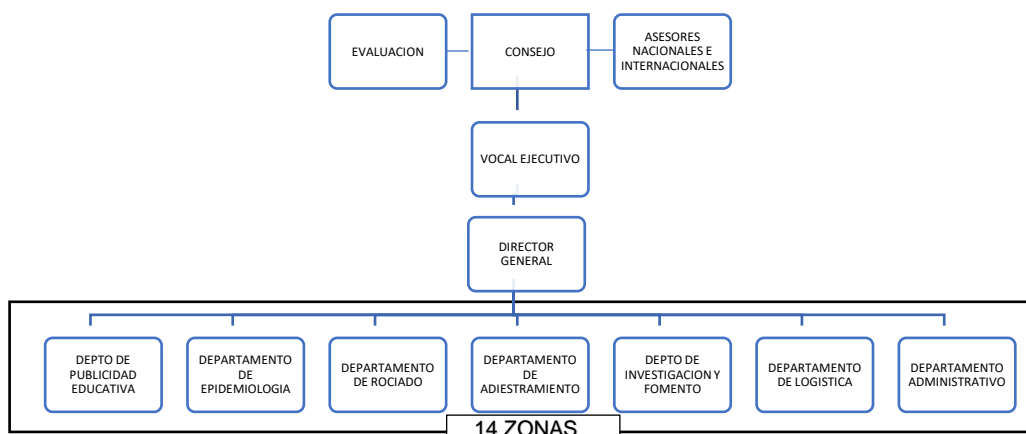 EVALUACION
CONSEJO
ASESORES
NACIONALES E
INTERNACIONALES
VOCAL EJECUTIVO
DIRECTOR
GENERAL
DEPTO DE
PUBLICIDAD
EDUCATIVA
DEPARTAMENTO
DE
EPIDEMIOLOGIA
DEPARTAMENTO
DE ROCIADO
DEPARTAMENTO
DE
ADIESTRAMIENTO
DEPTO DE
INVESTIGACION Y
FOMENTO
DEPARTAMENTO
DE LOGISTICA
DEPARTAMENTO
ADMINISTRATIVO
14 ZONAS